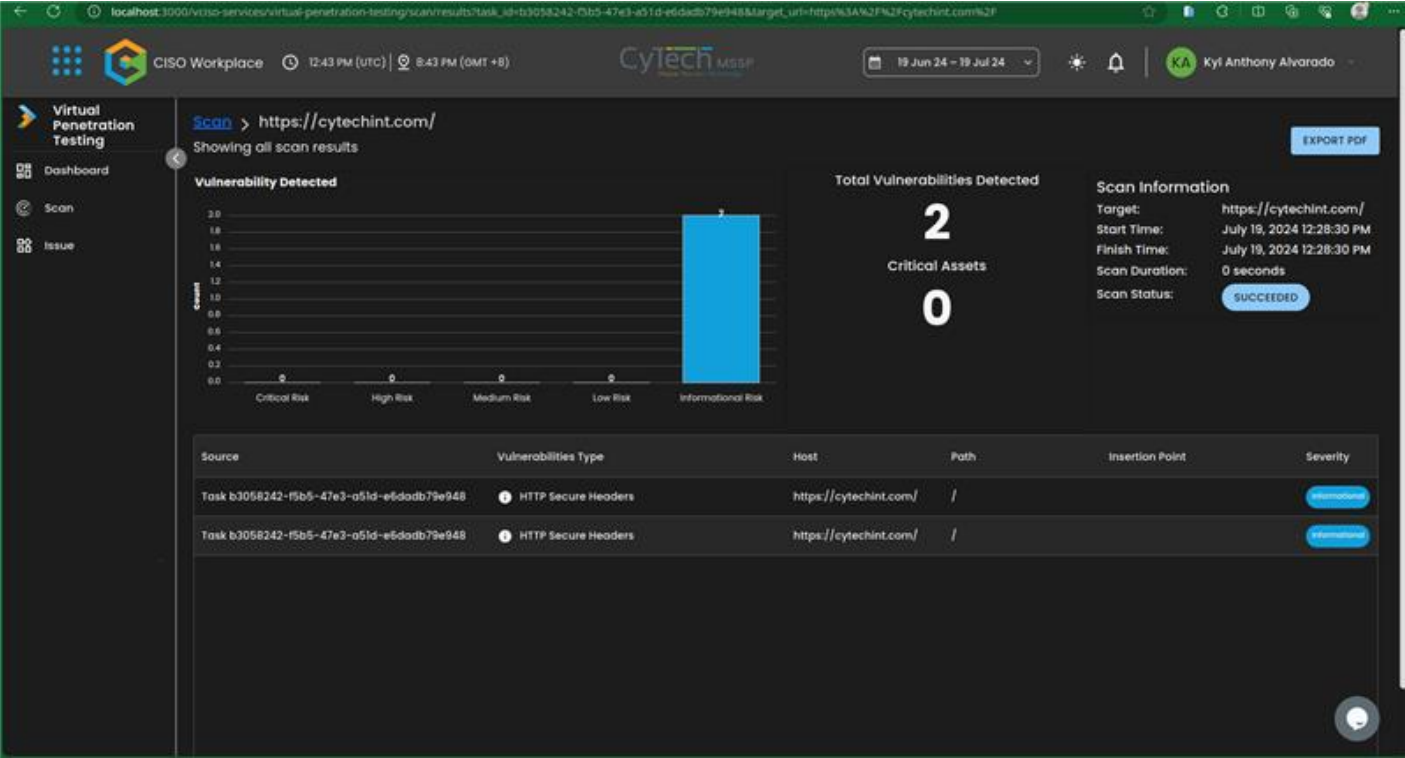 localhost:3000/vciso-services/virtual-penetration-testing/scan/results?task_id=b3058242-f5b5-47e3-a51d-e6dadb79e948&target_url=https%3A%2F%2Fcytechint.com%2F
CISO Workplace 12:43 PM (UTC) | 8:43 PM (GMT +8) CyTech MSSP 19 Jun 24 – 19 Jul 24 KA Kyl Anthony Alvarado
Virtual
Penetration
Testing
Dashboard
Scan
Issue
Scan > https://cytechint.com/
Showing all scan results
EXPORT PDF
Vulnerability Detected
2.0
1.8
1.6
1.4
1.2
1.0
0.8
0.6
0.4
0.2
0.0
Count
0 0 0 0 2
Critical Risk High Risk Medium Risk Low Risk Informational Risk
Total Vulnerabilities Detected
2
Critical Assets
0
Scan Information
Target: https://cytechint.com/
Start Time: July 19, 2024 12:28:30 PM
Finish Time: July 19, 2024 12:28:30 PM
Scan Duration: 0 seconds
Scan Status: SUCCEEDED
Source Vulnerabilities Type Host Path Insertion Point Severity
Task b3058242-f5b5-47e3-a51d-e6dadb79e948 HTTP Secure Headers https://cytechint.com/ / Informational
Task b3058242-f5b5-47e3-a51d-e6dadb79e948 HTTP Secure Headers https://cytechint.com/ / Informational